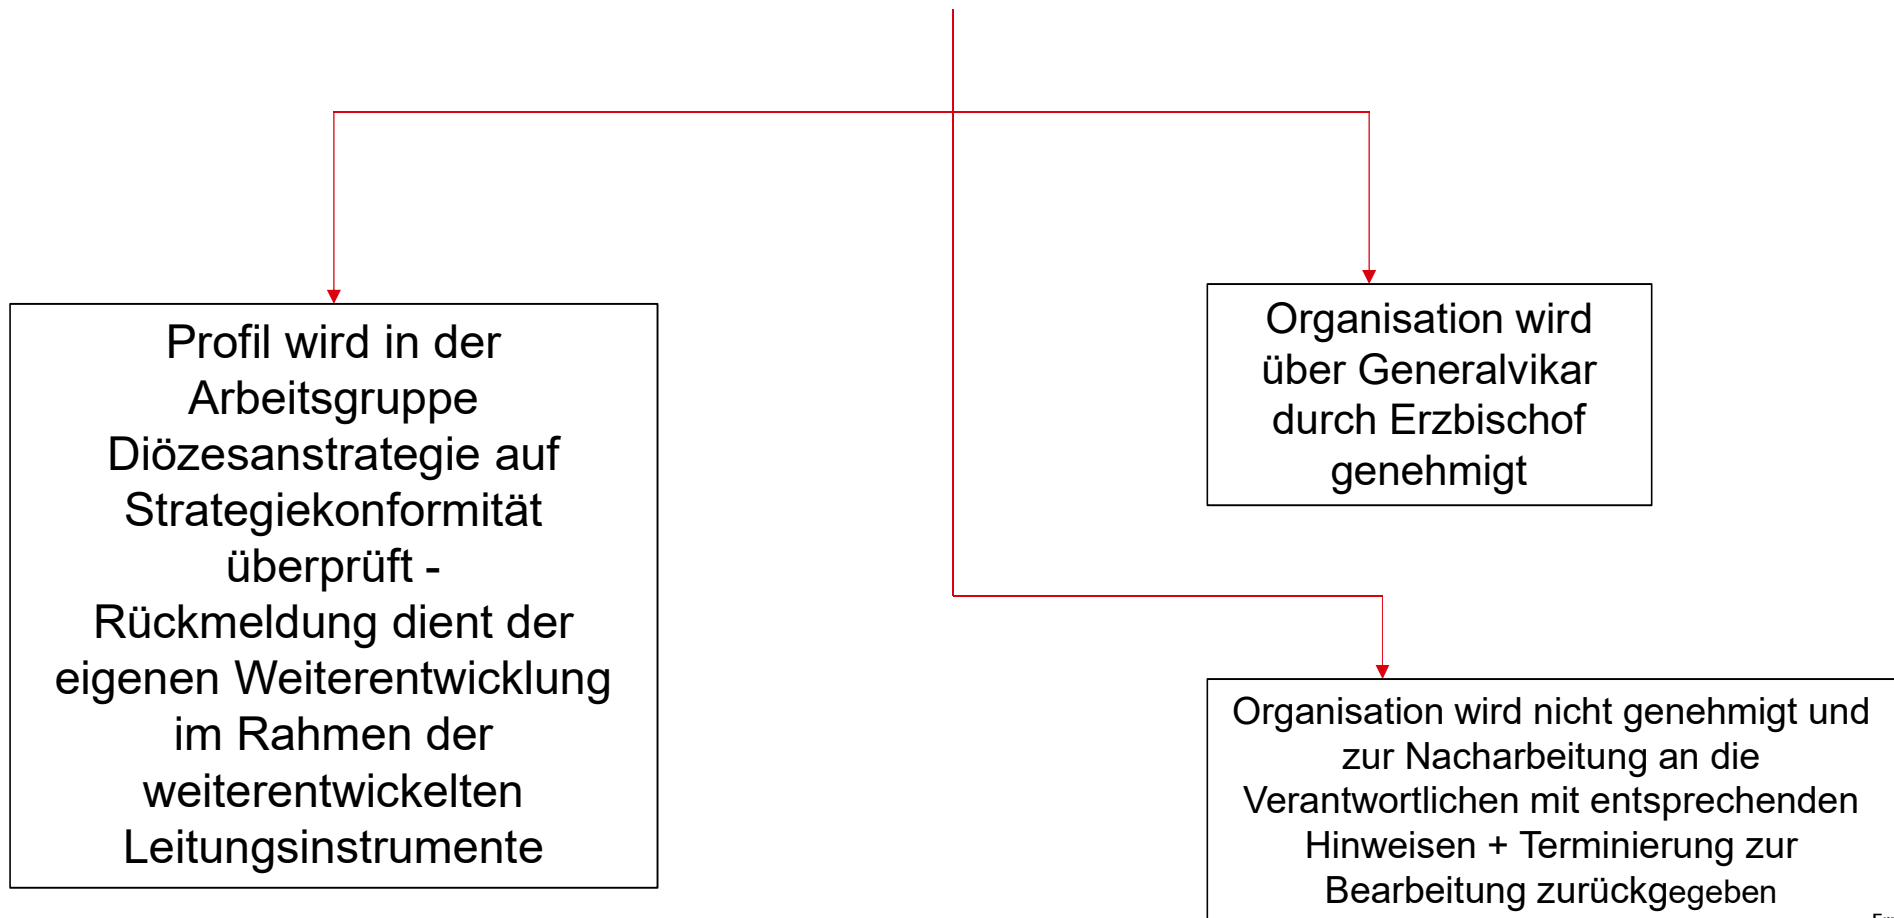 Profil wird in der
Arbeitsgruppe
Diözesanstrategie auf
Strategiekonformität
überprüft -
Rückmeldung dient der
eigenen Weiterentwicklung
im Rahmen der
weiterentwickelten
Leitungsinstrumente
Organisation wird
über Generalvikar
durch Erzbischof
genehmigt
Organisation wird nicht genehmigt und
zur Nacharbeitung an die
Verantwortlichen mit entsprechenden
Hinweisen + Terminierung zur
Bearbeitung zurückgegeben